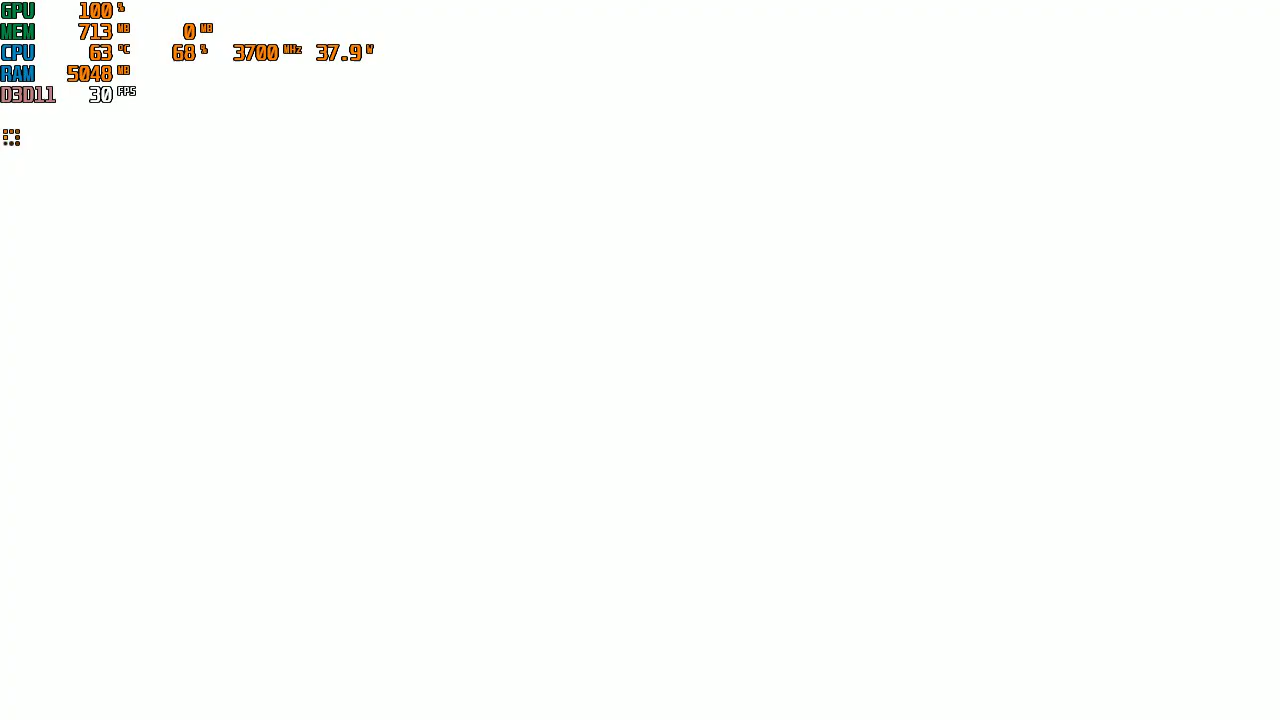 GPU 100 %
MEM 713 MB 0 MB
CPU 63 °C 68 % 3700 MHz 37.9 W
RAM 5048 MB
D3D11 30 FPS